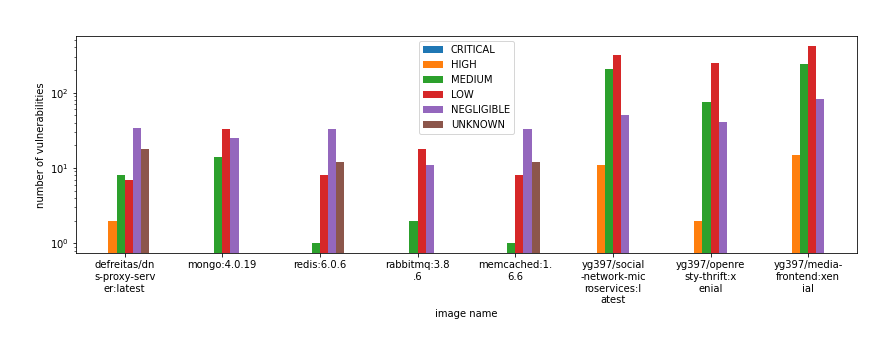 CRITICAL
HIGH
MEDIUM
LOW
NEGLIGIBLE
UNKNOWN
number of vulnerabilities
10²
10¹
10⁰
defreitas/dn
s-proxy-serv
er:latest
mongo:4.0.19
redis:6.0.6
rabbitmq:3.8
.6
memcached:1.
6.6
yg397/social
-network-mic
roservices:l
atest
yg397/openre
sty-thrift:x
enial
yg397/media-
frontend:xen
ial
image name